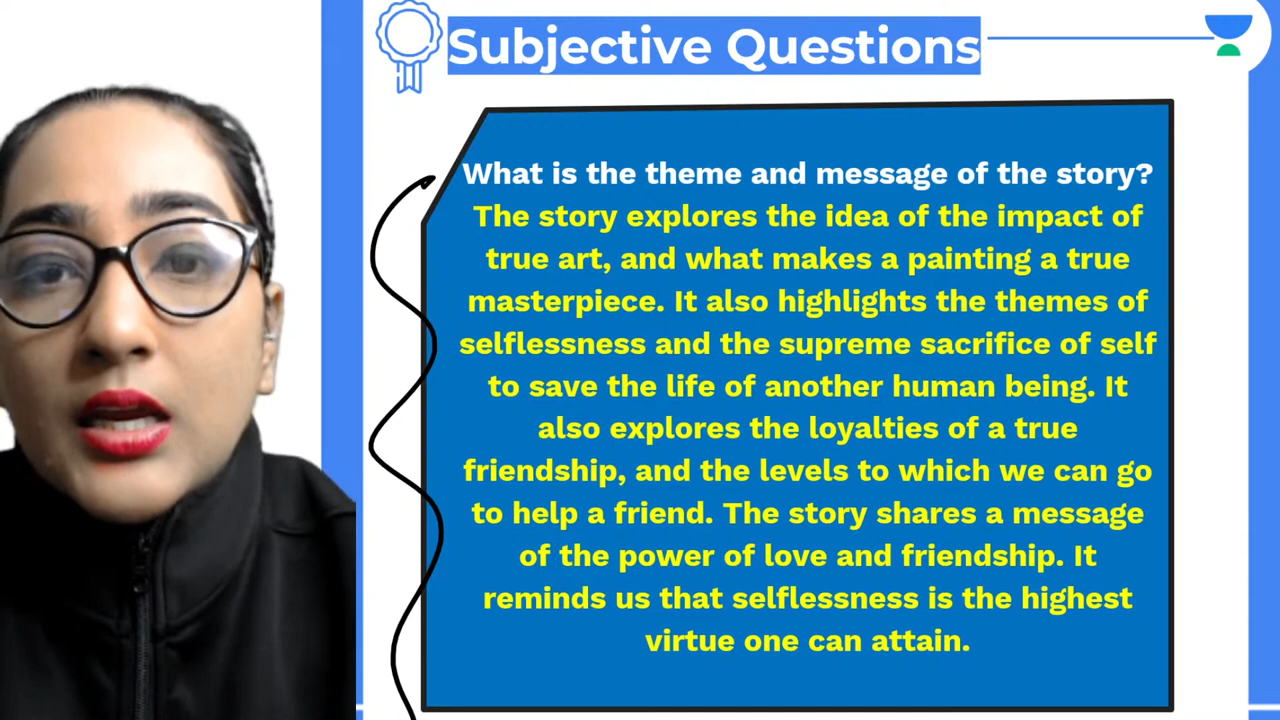 Subjective Questions
What is the theme and message of the story?
The story explores the idea of the impact of
true art, and what makes a painting a true
masterpiece. It also highlights the themes of
selflessness and the supreme sacrifice of self
to save the life of another human being. It
also explores the loyalties of a true
friendship, and the levels to which we can go
to help a friend. The story shares a message
of the power of love and friendship. It
reminds us that selflessness is the highest
virtue one can attain.